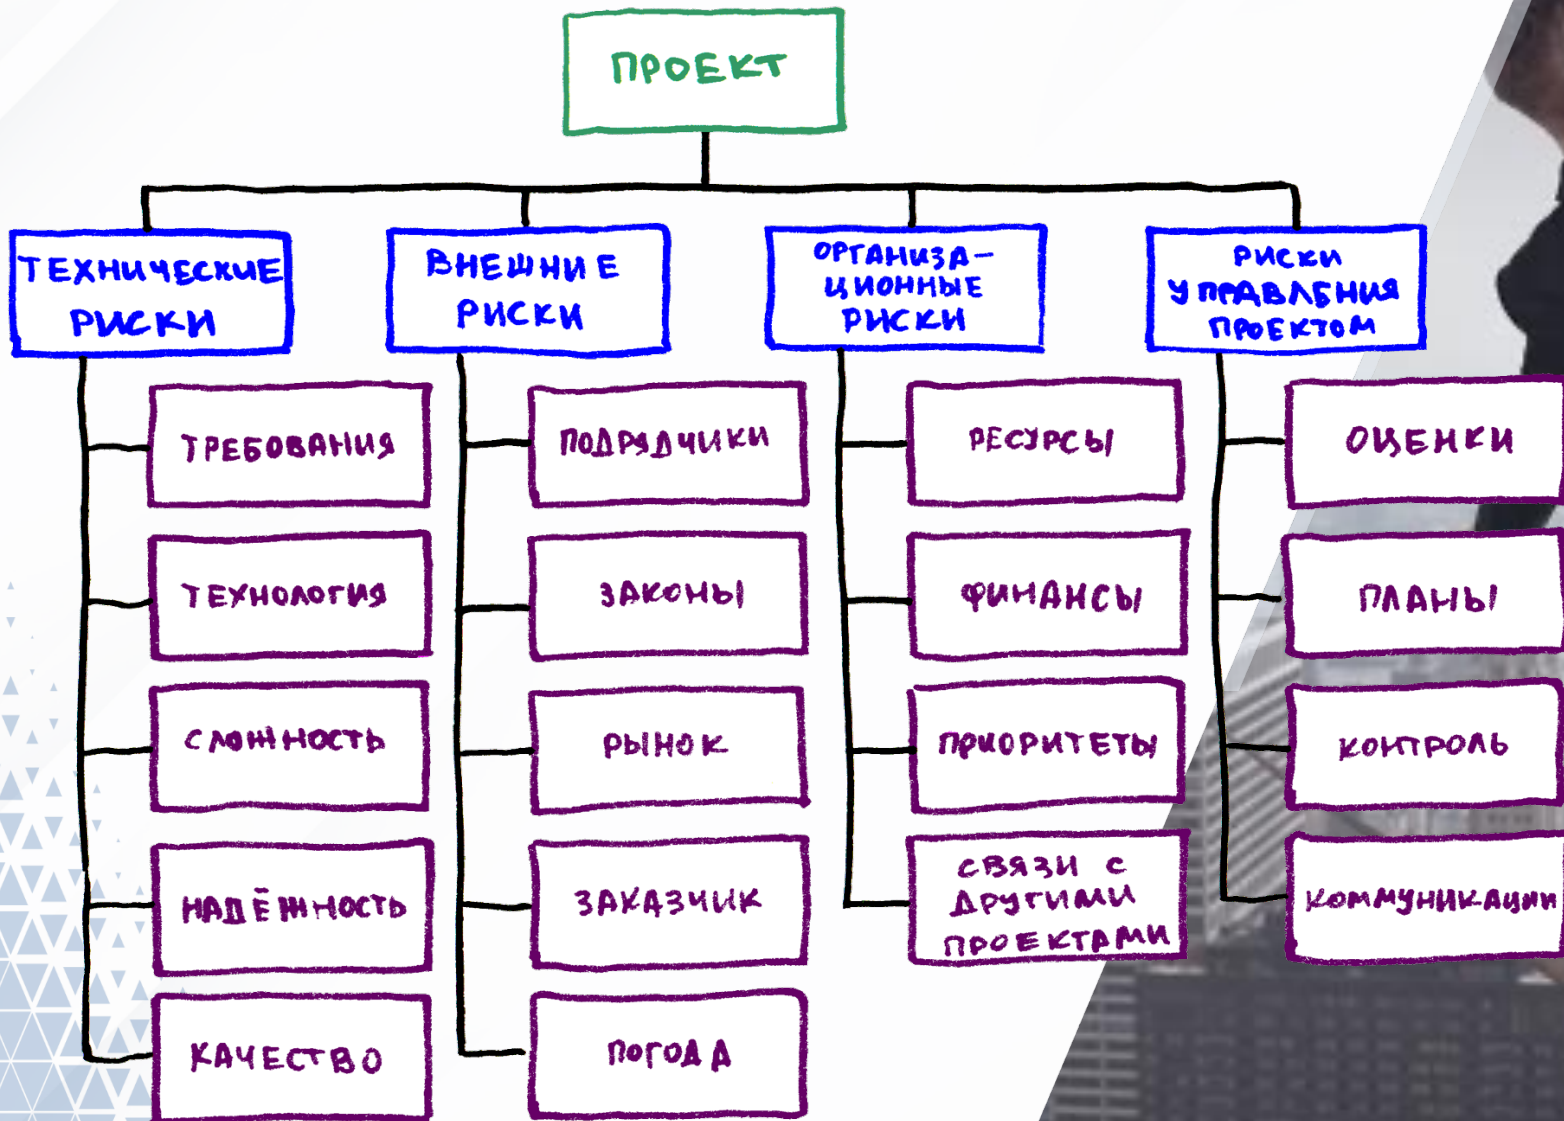 ПРОЕКТ
ТЕХНИЧЕСКИЕ
РИСКИ
ТРЕБОВАНИЯ
ТЕХНОЛОГИЯ
СЛОЖНОСТЬ
НАДЁЖНОСТЬ
КАЧЕСТВО
ВНЕШНИЕ
РИСКИ
ПОДРЯДЧИКИ
ЗАКОНЫ
РЫНОК
ЗАКАЗЧИК
ПОГОДА
ОРГАНИЗА-
ЦИОННЫЕ
РИСКИ
РЕСУРСЫ
ФИНАНСЫ
ПРИОРИТЕТЫ
СВЯЗИ С
ДРУГИМИ
ПРОЕКТАМИ
РИСКИ
УПРАВЛЕНИЯ
ПРОЕКТОМ
ОЦЕНКИ
ПЛАНЫ
КОНТРОЛЬ
КОММУНИКАЦИИ